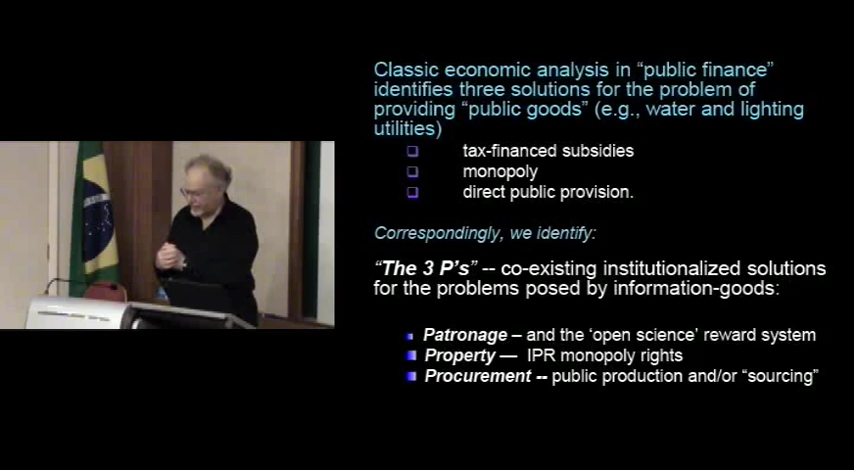 Classic economic analysis in “public finance”
identifies three solutions for the problem of
providing “public goods” (e.g., water and lighting
utilities)
tax-financed subsidies
monopoly
direct public provision.
Correspondingly, we identify:
“The 3 P's” -- co-existing institutionalized solutions
for the problems posed by information-goods:
Patronage – and the ‘open science’ reward system
Property — IPR monopoly rights
Procurement -- public production and/or “sourcing”